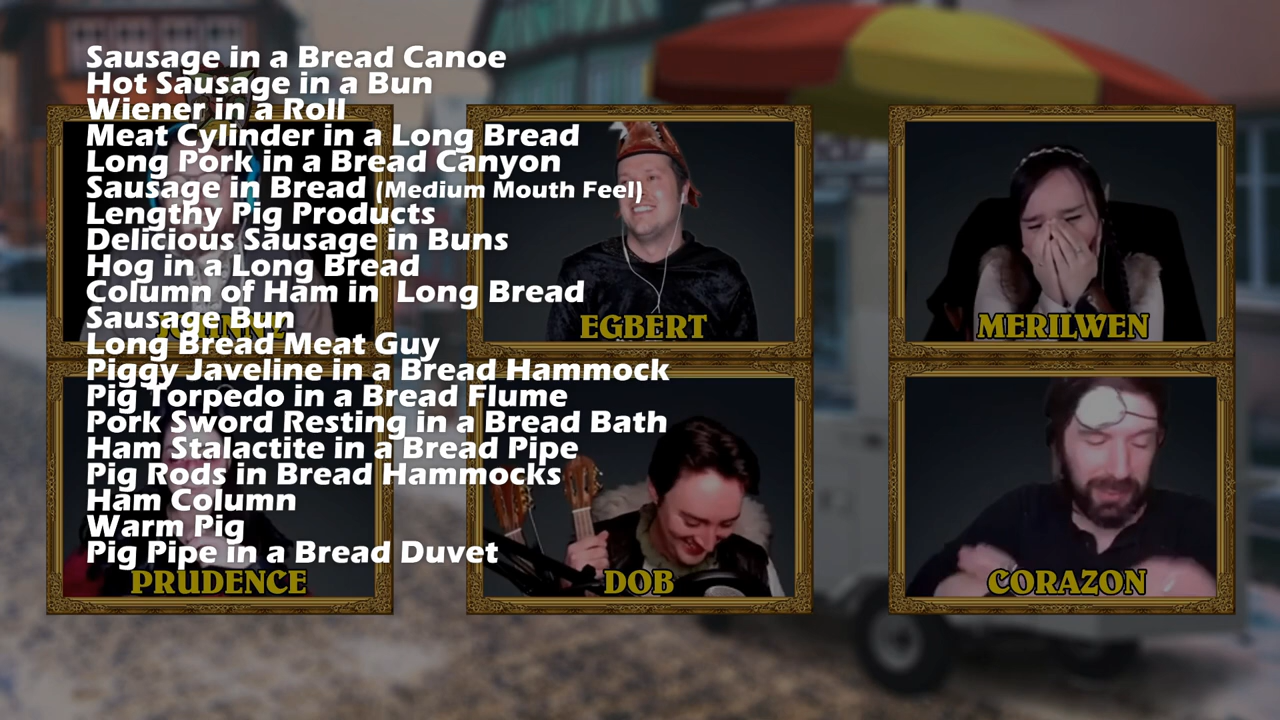 Sausage in a Bread Canoe
Hot Sausage in a Bun
Wiener in a Roll
Meat Cylinder in a Long Bread
Long Pork in a Bread Canyon
Sausage in Bread (Medium Mouth Feel)
Lengthy Pig Products
Delicious Sausage in Buns
Hog in a Long Bread
Column of Ham in Long Bread
Sausage Bun
Long Bread Meat Guy
Piggy Javeline in a Bread Hammock
Pig Torpedo in a Bread Flume
Pork Sword Resting in a Bread Bath
Ham Stalactite in a Bread Pipe
Pig Rods in Bread Hammocks
Ham Column
Warm Pig
Pig Pipe in a Bread Duvet
EGBERT
MERILWEN
PRUDENCE
DOB
CORAZON